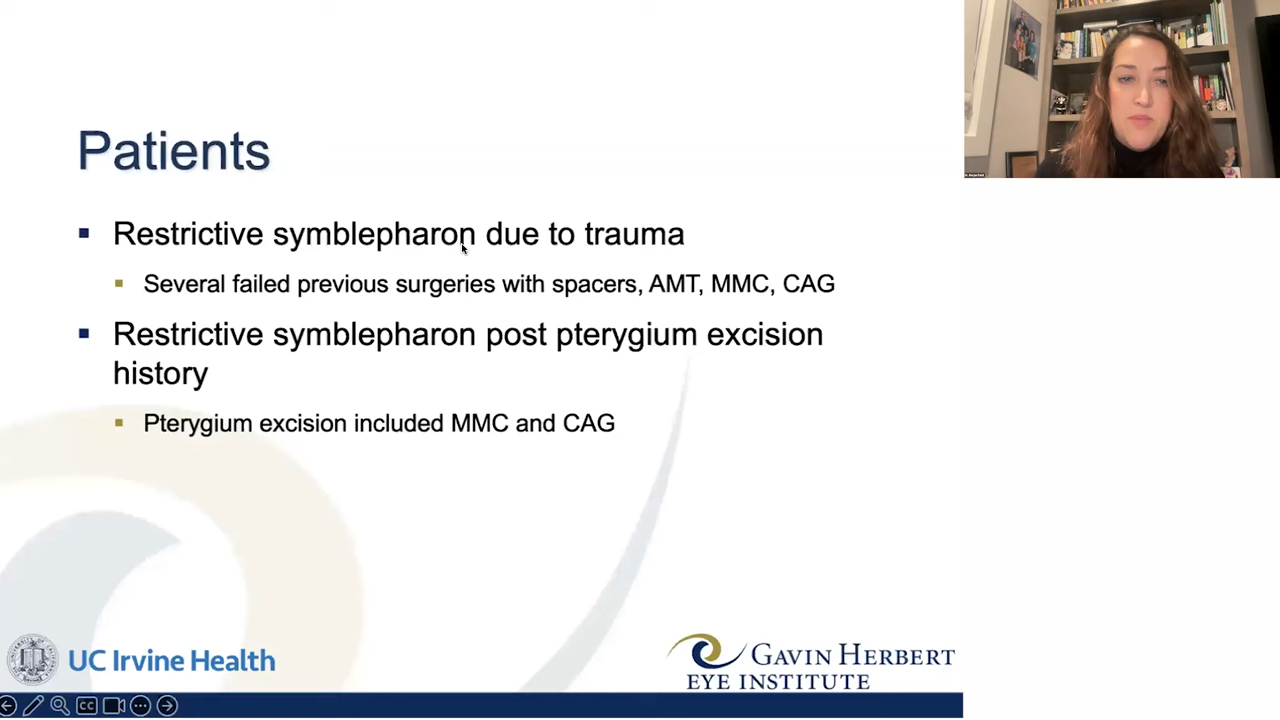 Patients
Restrictive symblepharon due to trauma
Several failed previous surgeries with spacers, AMT, MMC, CAG
Restrictive symblepharon post pterygium excision
history
Pterygium excision included MMC and CAG
UC Irvine Health
GAVIN HERBERT
EYE INSTITUTE
CC